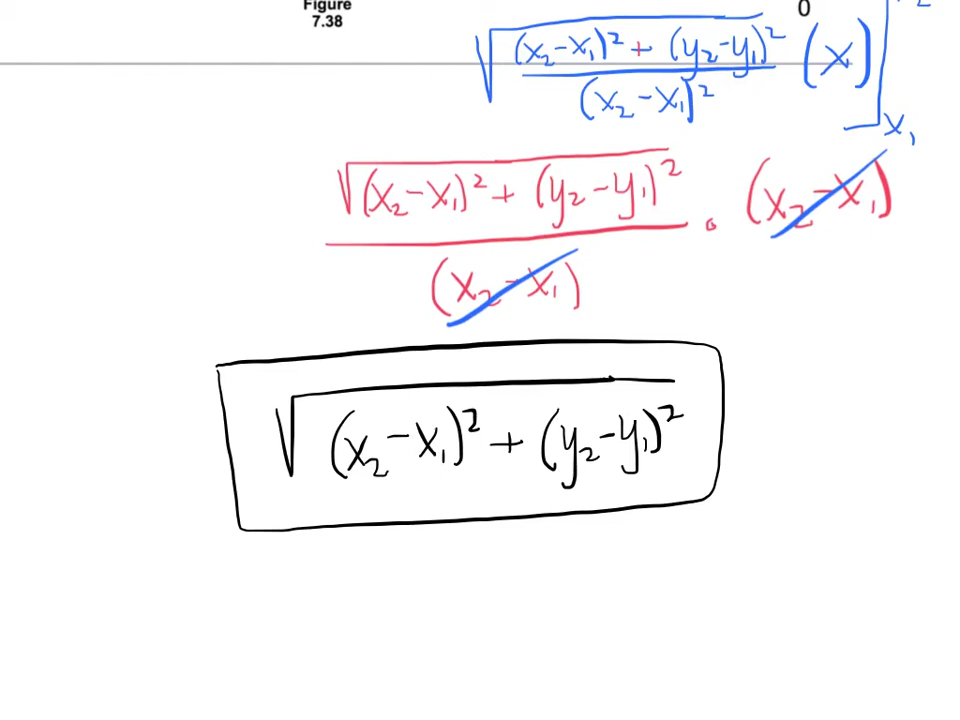 Figure
7.38
0
√((x₂-x₁)² + (y₂-y₁)²)/(x₂-x₁)² (x)]
x₁
√(x₂-x₁)² + (y₂-y₁)² / (x₂-x₁) · (x₂-x₁)
√(x₂-x₁)² + (y₂-y₁)²